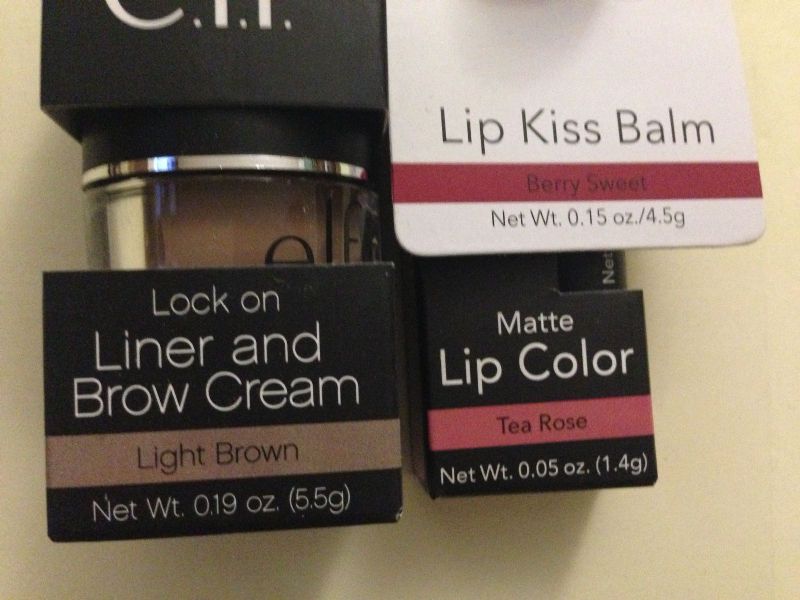 e.l.f.
elf
Lock on
Liner and
Brow Cream
Light Brown
Net Wt. 0.19 oz. (5.5g)
Lip Kiss Balm
Berry Sweet
Net Wt. 0.15 oz./4.5g
Net
Matte
Lip Color
Tea Rose
Net Wt. 0.05 oz. (1.4g)